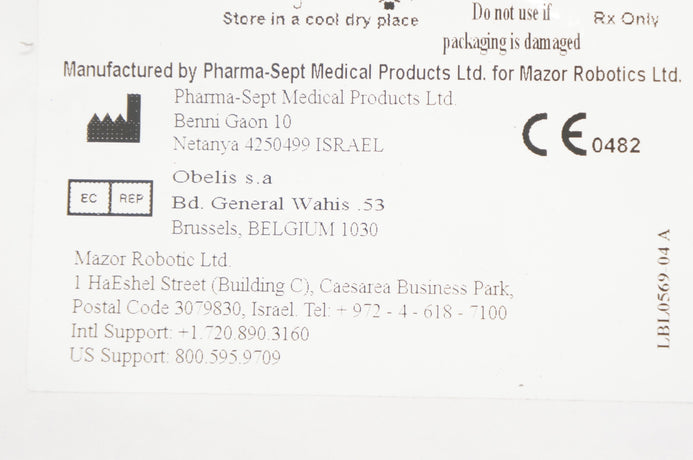 Store in a cool dry place
Do not use if
packaging is damaged
Rx Only
Manufactured by Pharma-Sept Medical Products Ltd. for Mazor Robotics Ltd.
Pharma-Sept Medical Products Ltd.
Benni Gaon 10
Netanya 4250499 ISRAEL
CE 0482
EC REP
Obelis s.a
Bd. General Wahis .53
Brussels, BELGIUM 1030
Mazor Robotic Ltd.
1 HaEshel Street (Building C), Caesarea Business Park,
Postal Code 3079830, Israel. Tel: + 972 - 4 - 618 - 7100
Intl Support: +1.720.890.3160
US Support: 800.595.9709
LBL0569-04 A